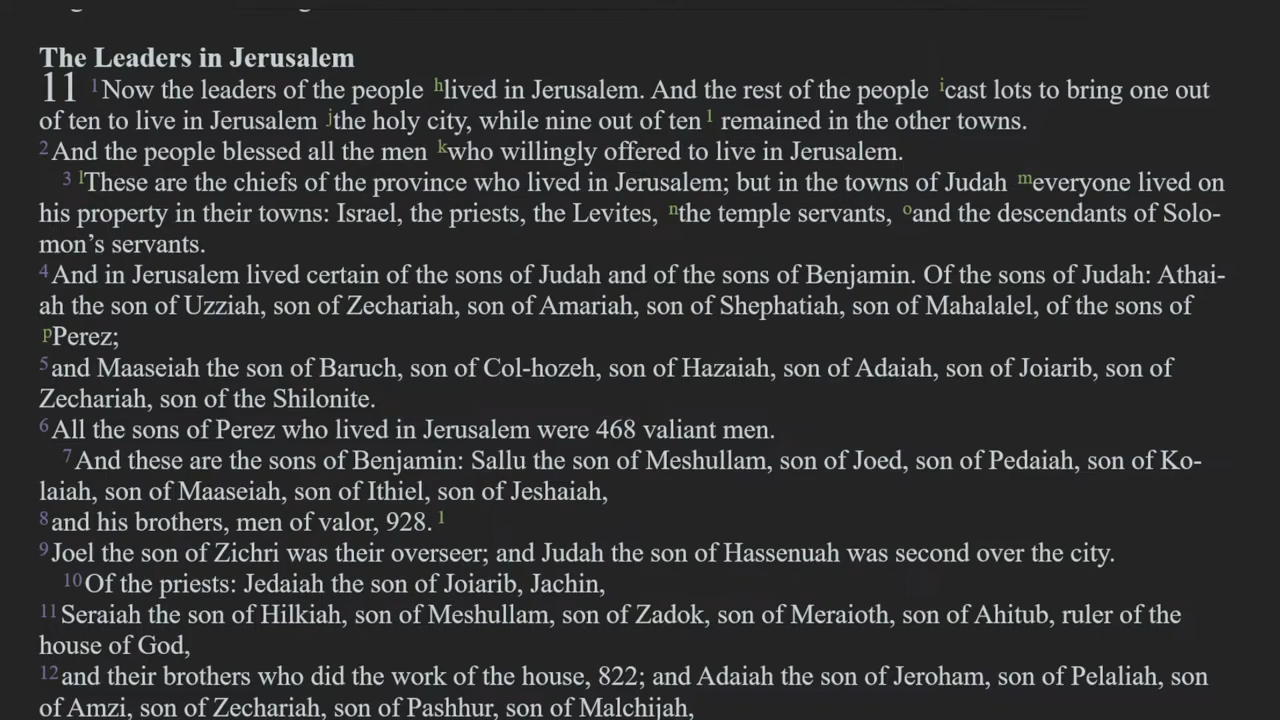 The Leaders in Jerusalem
11 1Now the leaders of the people hlived in Jerusalem. And the rest of the people icast lots to bring one out
of ten to live in Jerusalem jthe holy city, while nine out of ten1 remained in the other towns.
2And the people blessed all the men kwho willingly offered to live in Jerusalem.
3 lThese are the chiefs of the province who lived in Jerusalem; but in the towns of Judah meveryone lived on
his property in their towns: Israel, the priests, the Levites, nthe temple servants, oand the descendants of Solo-
mon’s servants.
4And in Jerusalem lived certain of the sons of Judah and of the sons of Benjamin. Of the sons of Judah: Athai-
ah the son of Uzziah, son of Zechariah, son of Amariah, son of Shephatiah, son of Mahalalel, of the sons of
pPerez;
5and Maaseiah the son of Baruch, son of Col-hozeh, son of Hazaiah, son of Adaiah, son of Joiarib, son of
Zechariah, son of the Shilonite.
6All the sons of Perez who lived in Jerusalem were 468 valiant men.
7And these are the sons of Benjamin: Sallu the son of Meshullam, son of Joed, son of Pedaiah, son of Ko-
laiah, son of Maaseiah, son of Ithiel, son of Jeshaiah,
8and his brothers, men of valor, 928. 1
9Joel the son of Zichri was their overseer; and Judah the son of Hassenuah was second over the city.
10Of the priests: Jedaiah the son of Joiarib, Jachin,
11Seraiah the son of Hilkiah, son of Meshullam, son of Zadok, son of Meraioth, son of Ahitub, ruler of the
house of God,
12and their brothers who did the work of the house, 822; and Adaiah the son of Jeroham, son of Pelaliah, son
of Amzi, son of Zechariah, son of Pashhur, son of Malchijah,